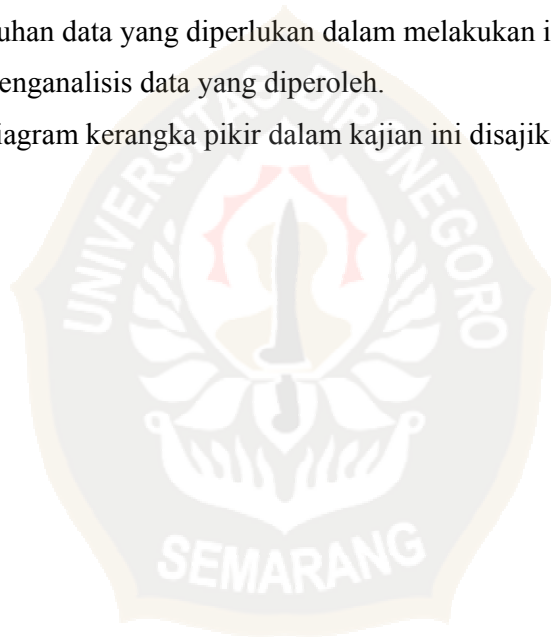 uhan data yang diperlukan dalam melakukan i
enganalisis data yang diperoleh.
iagram kerangka pikir dalam kajian ini disajik
UNIVERSITAS DIPONEGORO
SEMARANG